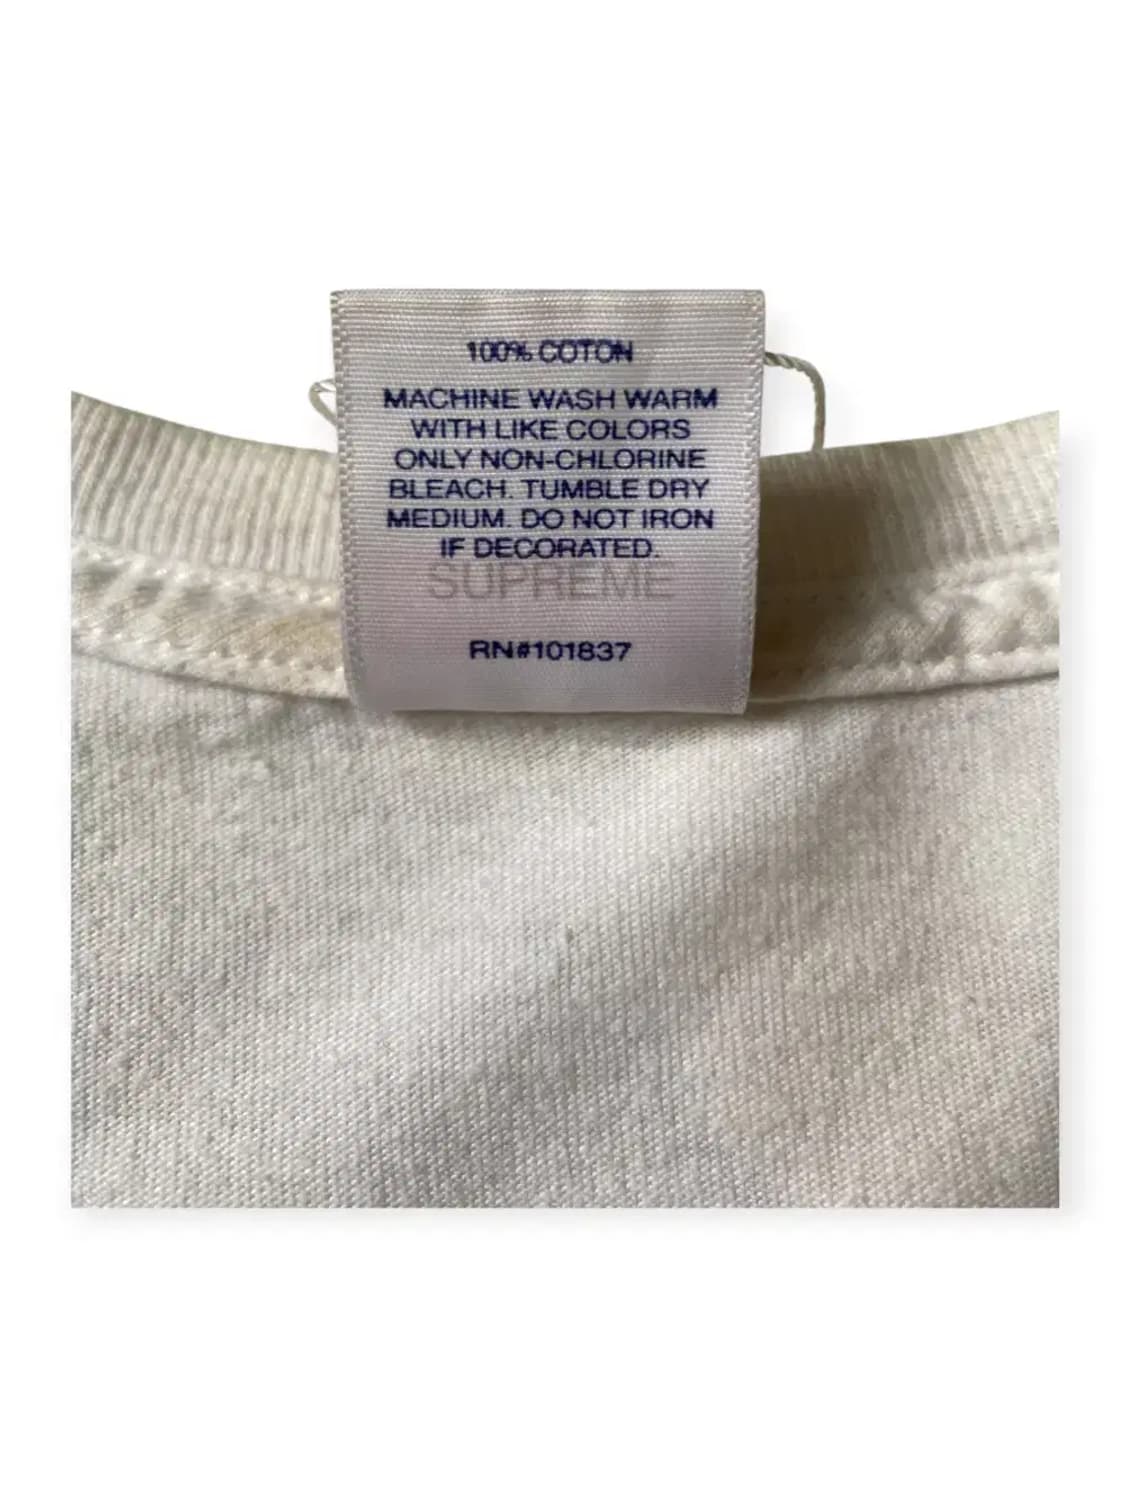 100% COTON
MACHINE WASH WARM
WITH LIKE COLORS
ONLY NON-CHLORINE
BLEACH. TUMBLE DRY
MEDIUM. DO NOT IRON
IF DECORATED.
SUPREME
RN#101837